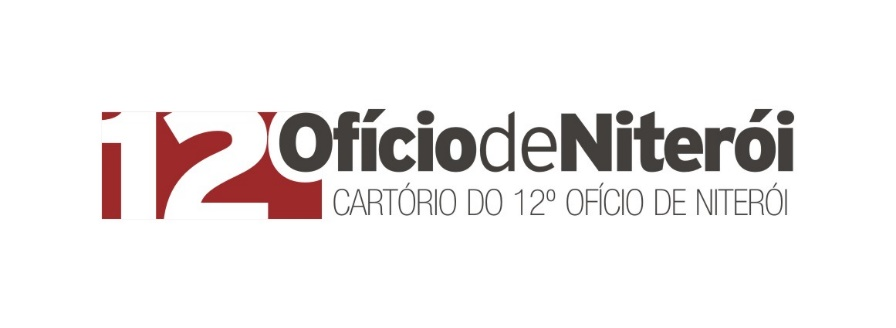 12ºOfíciodeNiterói
CARTÓRIO DO 12º OFÍCIO DE NITERÓI